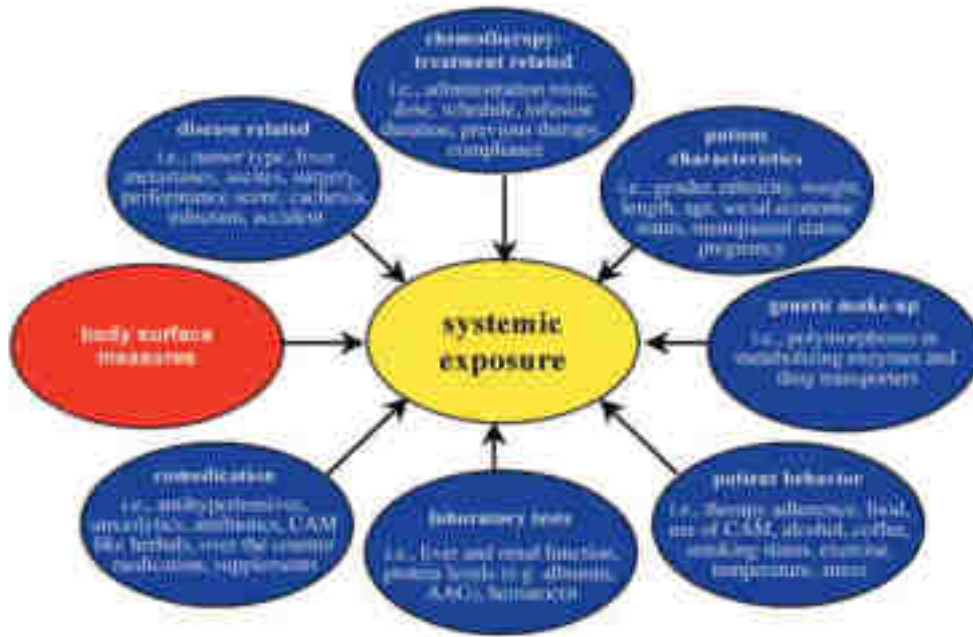 chemotherapy-
treatment related
i.e., administration route,
dose, schedule, infusion
duration, previous therapy,
compliance
disease related
i.e., tumor type, liver
metastases, ascites, surgery,
performance score, cachexia,
infection, accident
patient
characteristics
i.e., gender, ethnicity, weight,
length, age, social economic
status, menopausal status,
pregnancy
body surface
measures
systemic
exposure
genetic make-up
i.e., polymorphisms in
metabolizing enzymes and
drug transporters
comedication
i.e., antihypertensives,
antibiotics, CAM
like herbals, over the counter
medication, supplements
laboratory tests
i.e., liver and renal function,
protein levels (e.g. albumin,
AAG), hematocrit
patient behavior
i.e., therapy adherence, food,
use of CAM, alcohol, coffee,
smoking status, exercise
temperature,